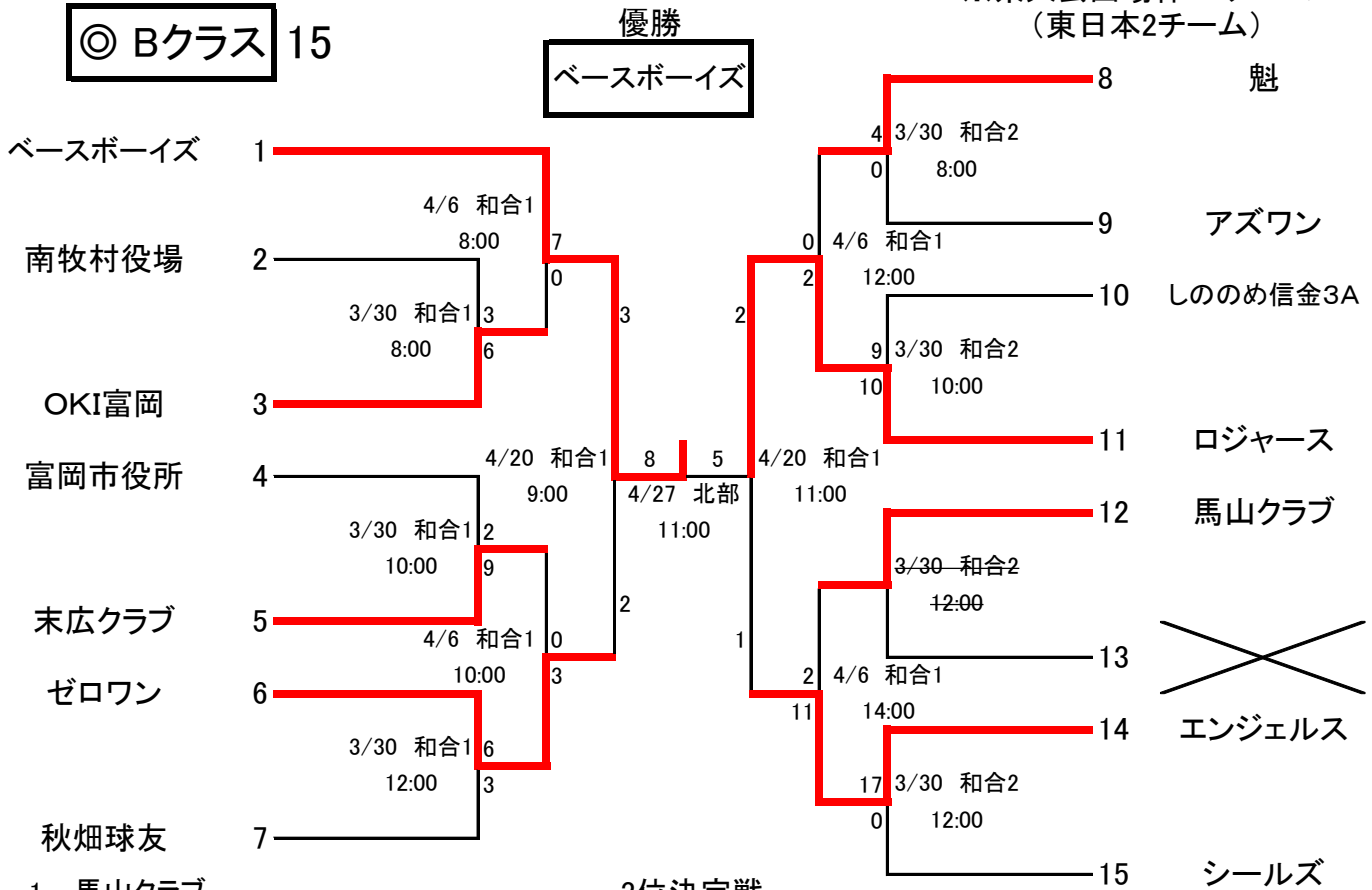 ◎ Bクラス 15
優勝
(東日本2チーム)
ベースボーイズ
8 魁
4 3/30 和合2
0 8:00
ベースボーイズ 1
4/6 和合1
8:00 7
0
9 アズワン
南牧村役場 2
0 4/6 和合1
2 12:00
10 しののめ信金3A
3/30 和合1 3
8:00 6
3
2
9 3/30 和合2
10 10:00
OKI富岡 3
11 ロジャース
富岡市役所 4
4/20 和合1
9:00
8 5
4/27 北部
11:00
4/20 和合1
11:00
12 馬山クラブ
3/30 和合1 2
10:00 9
3/30 和合2
12:00
末広クラブ 5
4/6 和合1 0
10:00 3
2
1
13
ゼロワン 6
2 4/6 和合1
11 14:00
14 エンジェルス
3/30 和合1 6
12:00 3
17 3/30 和合2
0 12:00
秋畑球友 7
15 シールズ